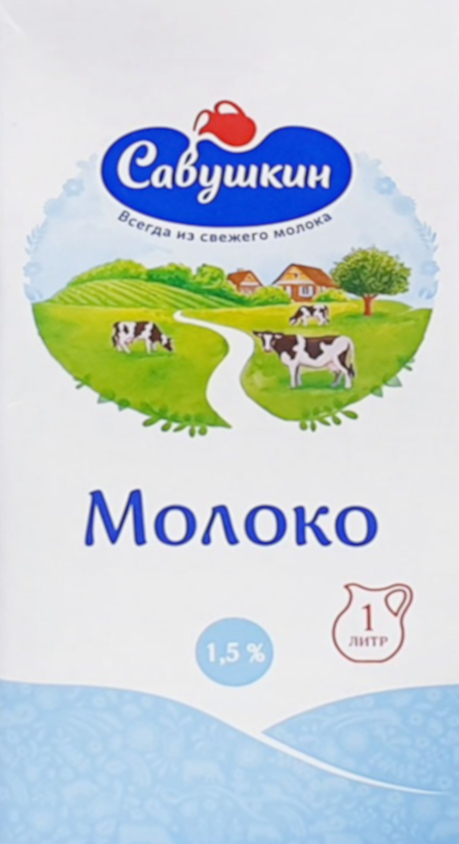 Савушкин
Всегда из свежего молока
Молоко
1
ЛИТР
1,5 %